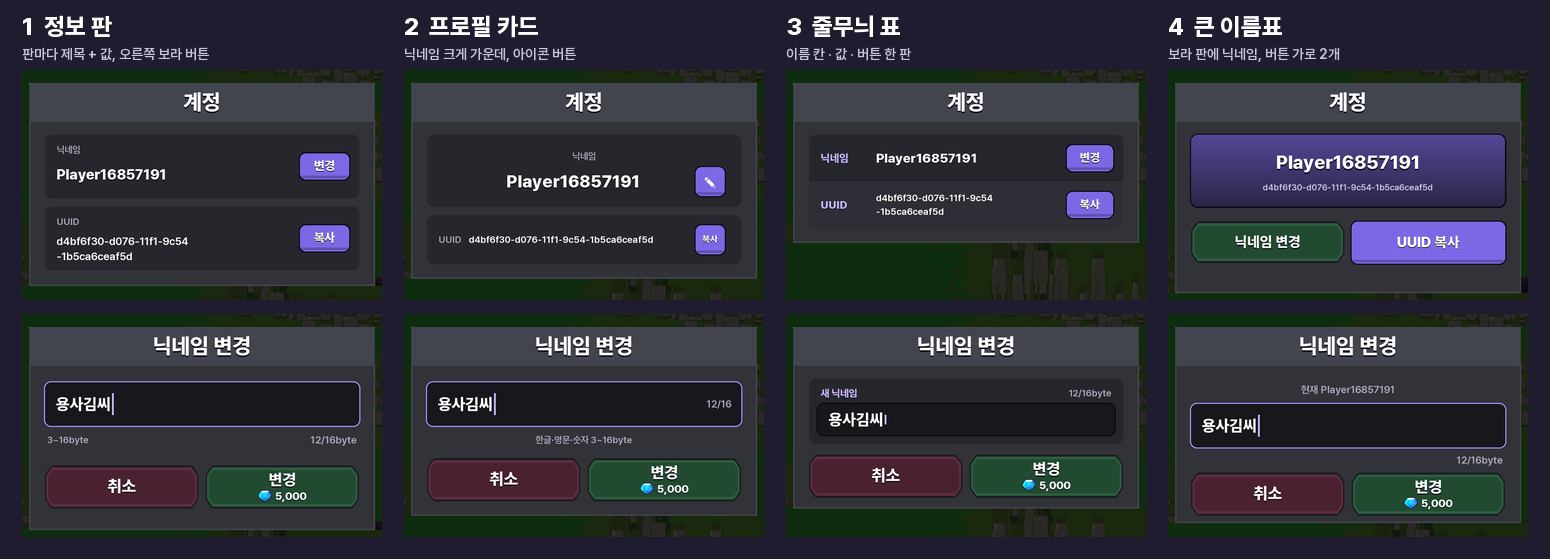 1 정보 판
판마다 제목 + 값, 오른쪽 보라 버튼
계정
닉네임
Player16857191
변경
UUID
d4bf6f30-d076-11f1-9c54
-1b5ca6ceaf5d
복사
닉네임 변경
용사김씨
3~16byte
12/16byte
취소
변경
5,000
2 프로필 카드
닉네임 크게 가운데, 아이콘 버튼
계정
닉네임
Player16857191
UUID d4bf6f30-d076-11f1-9c54-1b5ca6ceaf5d
복사
닉네임 변경
용사김씨
12/16
한글·영문·숫자 3~16byte
취소
변경
5,000
3 줄무늬 표
이름 칸 · 값 · 버튼 한 판
계정
닉네임
Player16857191
변경
UUID
d4bf6f30-d076-11f1-9c54
-1b5ca6ceaf5d
복사
닉네임 변경
새 닉네임
12/16byte
용사김씨
취소
변경
5,000
4 큰 이름표
보라 판에 닉네임, 버튼 가로 2개
계정
Player16857191
d4bf6f30-d076-11f1-9c54-1b5ca6ceaf5d
닉네임 변경
UUID 복사
닉네임 변경
현재 Player16857191
용사김씨
12/16byte
취소
변경
5,000